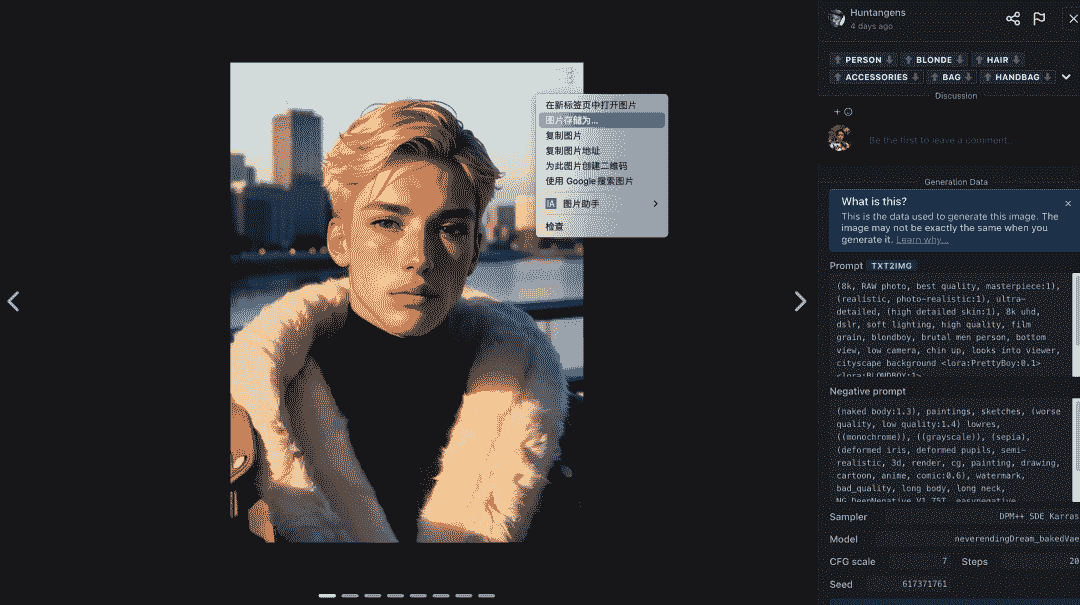 Huntangens
4 days ago
PERSON
BLONDE
HAIR
ACCESSORIES
BAG
HANDBAG
Discussion
Be the first to leave a comment...
Generation Data
What is this?
This is the data used to generate this image. The
image may not be exactly the same when you
generate it. Learn why...
Prompt TXT2IMG
(8k, RAW photo, best quality, masterpiece:1),
(realistic, photo-realistic:1), ultra-
detailed, (high detailed skin:1), 8k uhd,
dslr, soft lighting, high quality, film
grain, blondboy, brutal men person, bottom
view, low camera, chin up, looks into viewer,
cityscape background <lora:PrettyBoy:0.1>
<lora:BLONDBOY:1>
Negative prompt
(naked body:1.3), paintings, sketches, (worse
quality, low quality:1.4) lowres,
((monochrome)), ((grayscale)), (sepia),
(deformed iris, deformed pupils, semi-
realistic, 3d, render, cg, painting, drawing,
cartoon, anime, comic:0.6), watermark,
bad_quality, long body, long neck,
NG_DeepNegative_V1_75T, easynegative
Sampler DPM++ SDE Karras
Model neverendingDream_bakedVae
CFG scale 7 Steps 20
Seed 617371761
在新标签页中打开图片
图片存储为...
复制图片
复制图片地址
为此图片创建二维码
使用 Google 搜索图片
IA 图片助手
检查